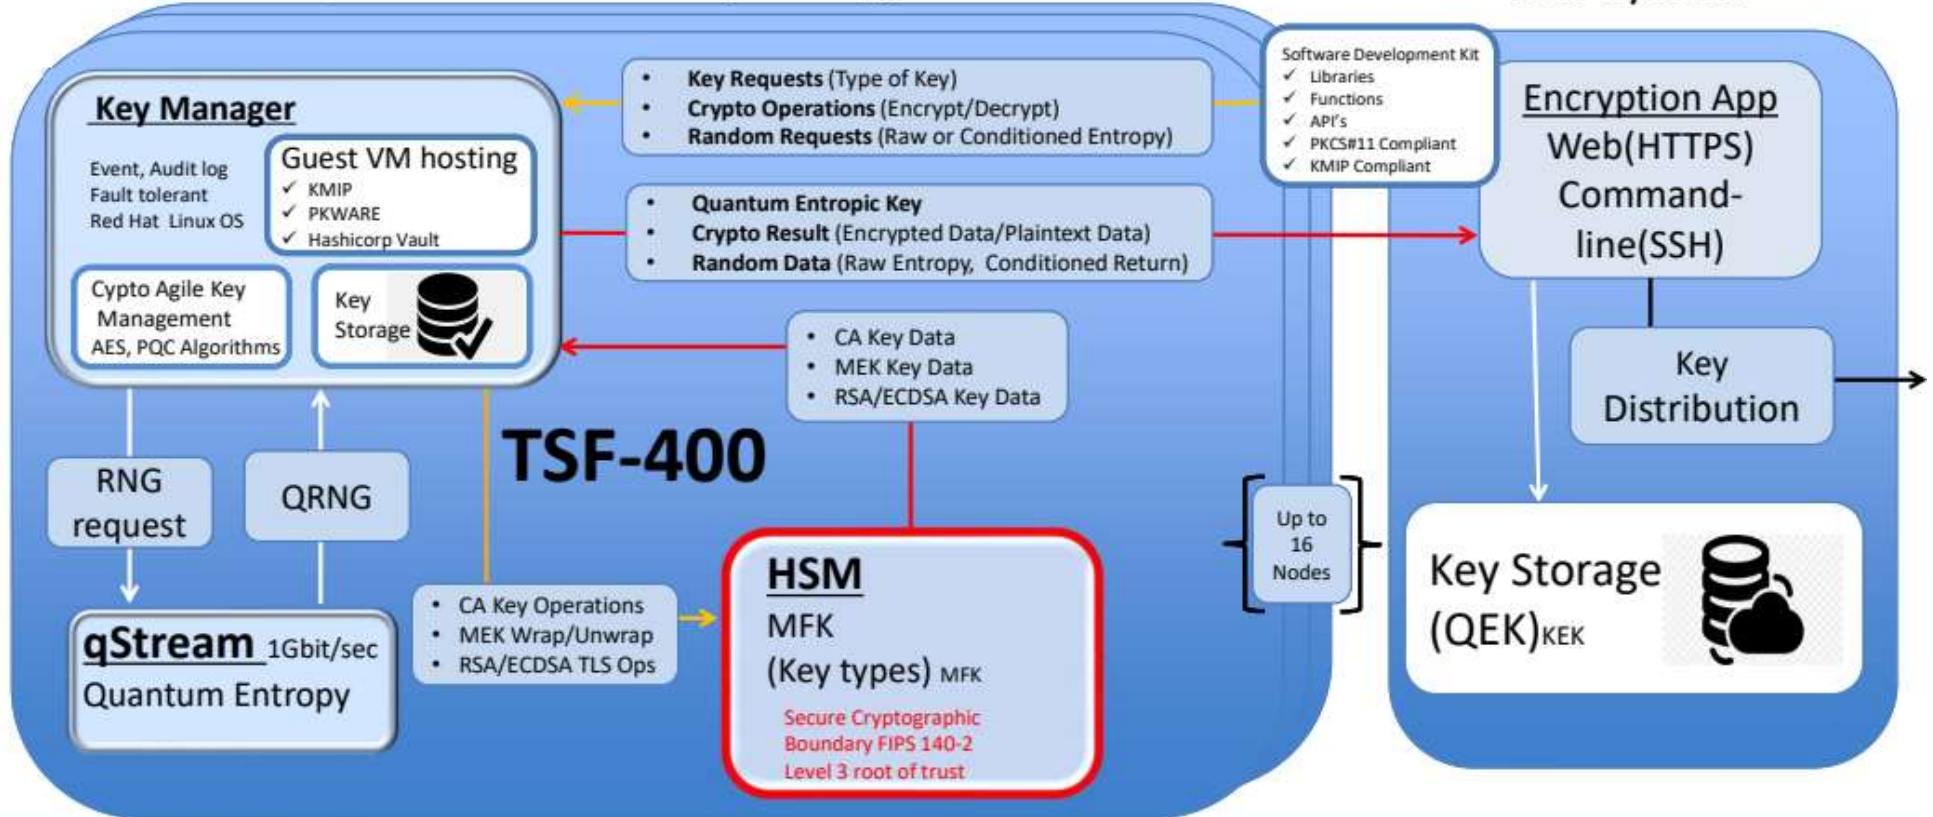 Key Manager
Event, Audit log
Fault tolerant
Red Hat Linux OS
Guest VM hosting
✓ KMIP
✓ PKWARE
✓ Hashicorp Vault
Cypto Agile Key
Management
AES, PQC Algorithms
Key
Storage
• Key Requests (Type of Key)
• Crypto Operations (Encrypt/Decrypt)
• Random Requests (Raw or Conditioned Entropy)
• Quantum Entropic Key
• Crypto Result (Encrypted Data/Plaintext Data)
• Random Data (Raw Entropy, Conditioned Return)
Software Development Kit
✓ Libraries
✓ Functions
✓ API's
✓ PKCS#11 Compliant
✓ KMIP Compliant
Encryption App
Web(HTTPS)
Command-
line(SSH)
• CA Key Data
• MEK Key Data
• RSA/ECDSA Key Data
Key
Distribution
TSF-400
RNG
request
QRNG
qStream 1Gbit/sec
Quantum Entropy
• CA Key Operations
• MEK Wrap/Unwrap
• RSA/ECDSA TLS Ops
HSM
MFK
(Key types) MFK
Secure Cryptographic
Boundary FIPS 140-2
Level 3 root of trust
Up to
16
Nodes
Key Storage
(QEK)KEK